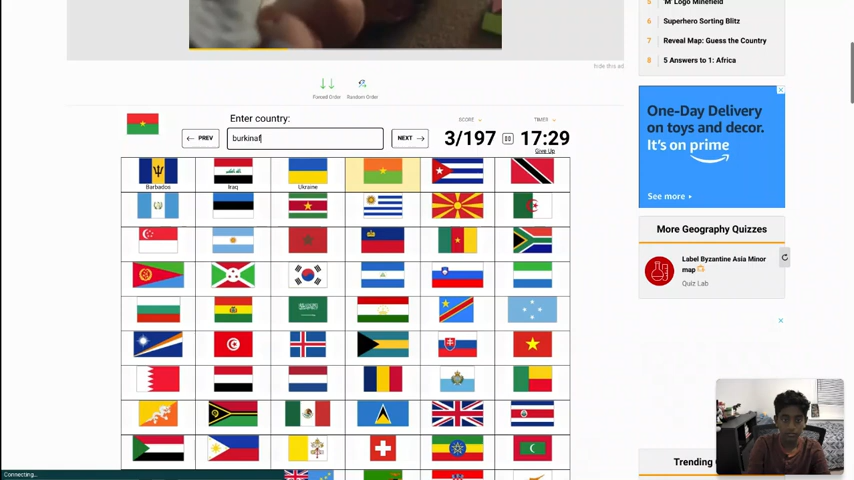 5 'M' Logo Minefield
6 Superhero Sorting Blitz
7 Reveal Map: Guess the Country
8 5 Answers to 1: Africa
hide this ad
Forced Order
Random Order
Enter country:
← PREV
burkinaf
NEXT →
SCORE
3/197
TIMER
17:29
Give Up
Barbados
Iraq
Ukraine
One-Day Delivery
on toys and decor.
It's on prime
See more
More Geography Quizzes
Label Byzantine Asia Minor
map
Quiz Lab
Trending
Connecting...